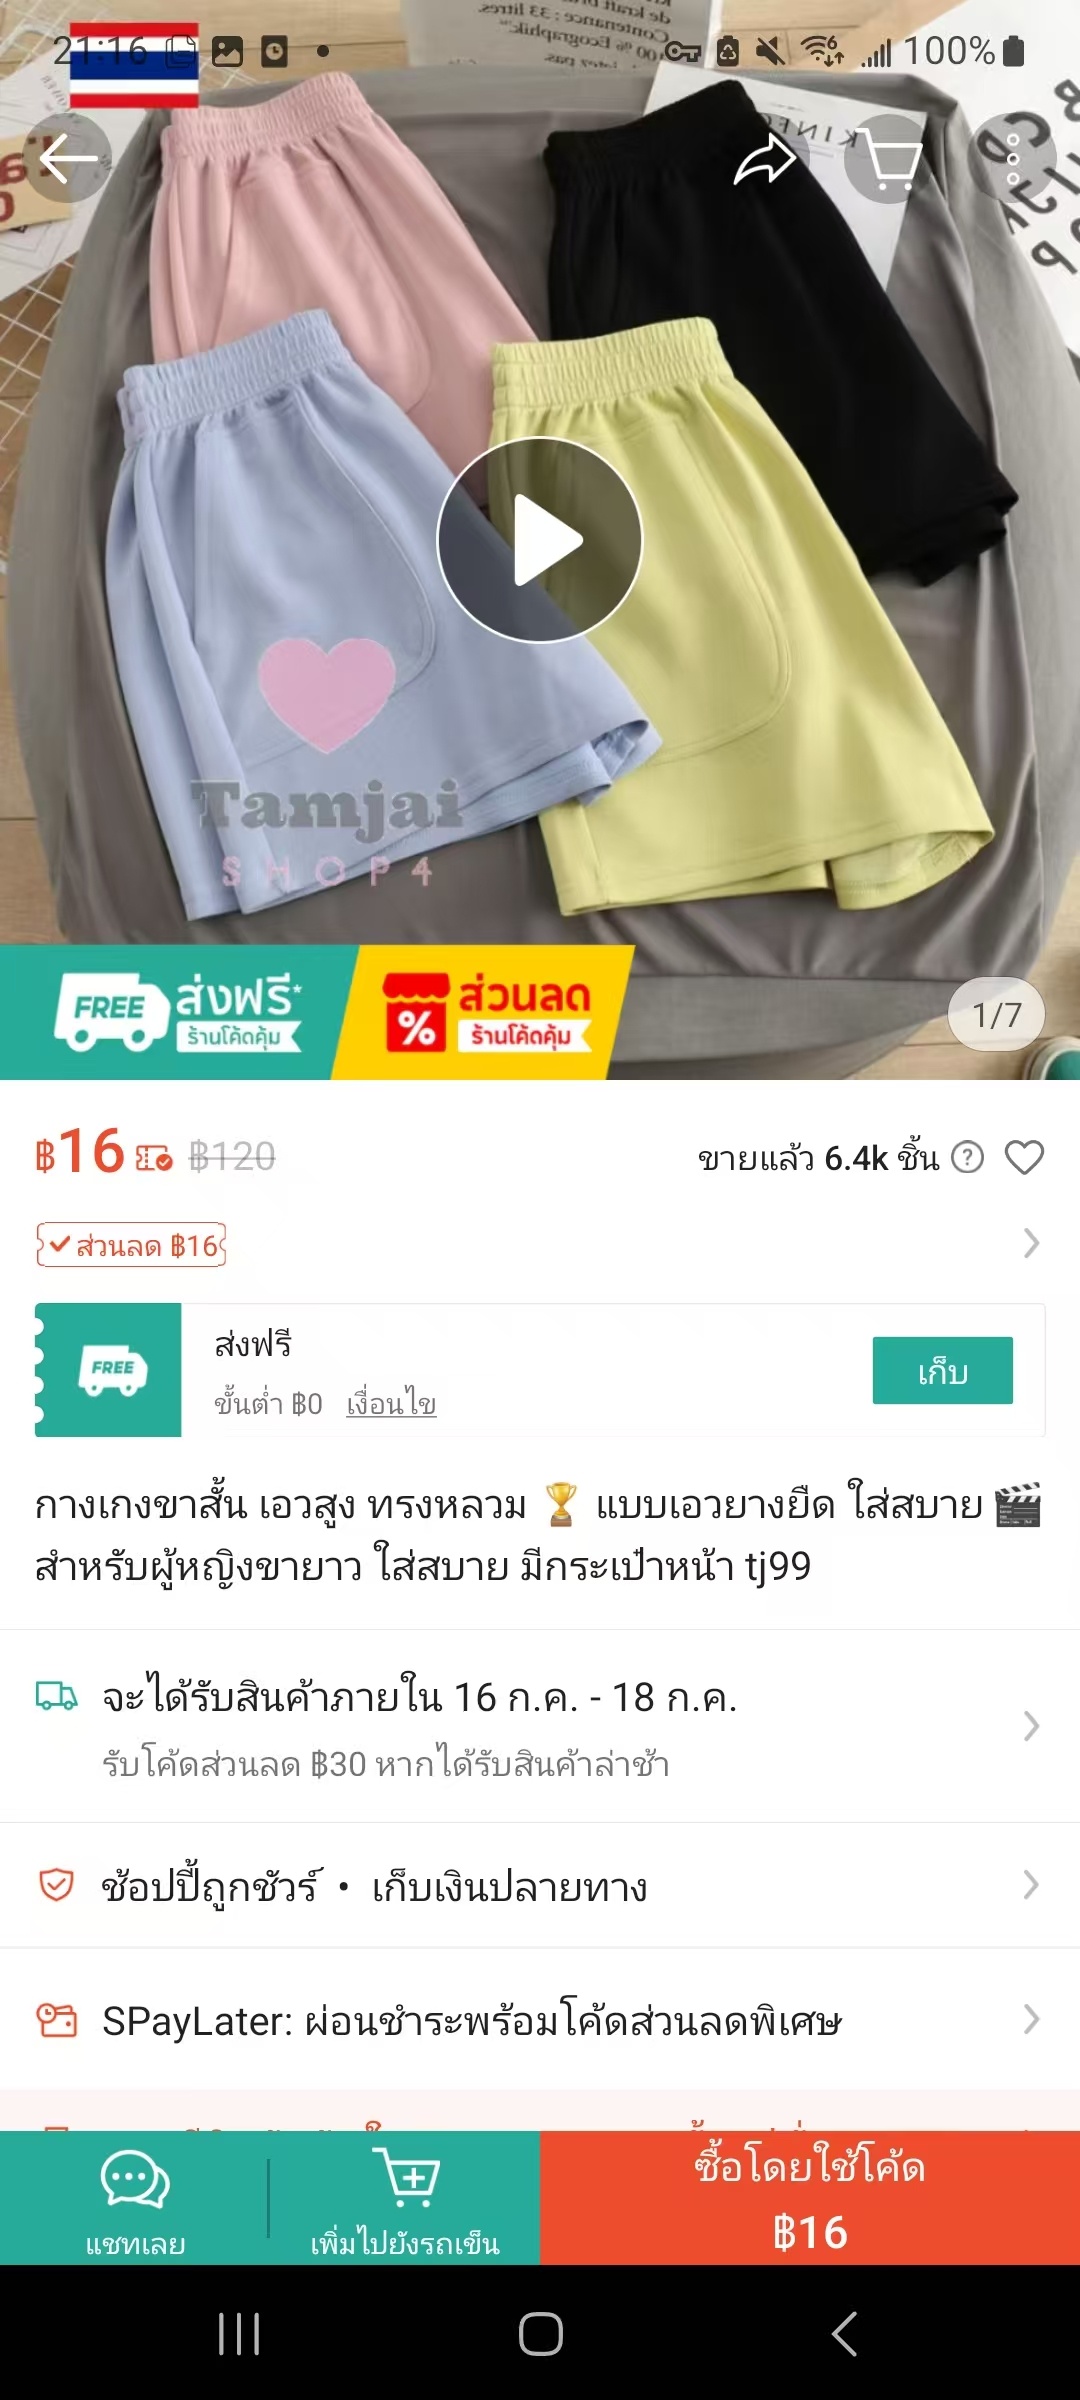 21:16
100%
de kraft brun
Contenance : 33 litres
100 % Ecographik™
KINFO
Tamjai
SHOP4
FREE ส่งฟรี*
ร้านโค้ดคุ้ม
ส่วนลด
% ร้านโค้ดคุ้ม
1/7
฿16 ฿120
ขายแล้ว 6.4k ชิ้น ?
ส่วนลด ฿16
FREE
ส่งฟรี
ขั้นต่ำ ฿0 เงื่อนไข
เก็บ
กางเกงขาสั้น เอวสูง ทรงหลวม 🏆 แบบเอวยางยืด ใส่สบาย 🎬
สำหรับผู้หญิงขายาว ใส่สบาย มีกระเป๋าหน้า tj99
จะได้รับสินค้าภายใน 16 ก.ค. - 18 ก.ค.
รับโค้ดส่วนลด ฿30 หากได้รับสินค้าล่าช้า
ช้อปปี้ถูกชัวร์ • เก็บเงินปลายทาง
SPayLater: ผ่อนชำระพร้อมโค้ดส่วนลดพิเศษ
แชทเลย
เพิ่มไปยังรถเข็น
ซื้อโดยใช้โค้ด
฿16